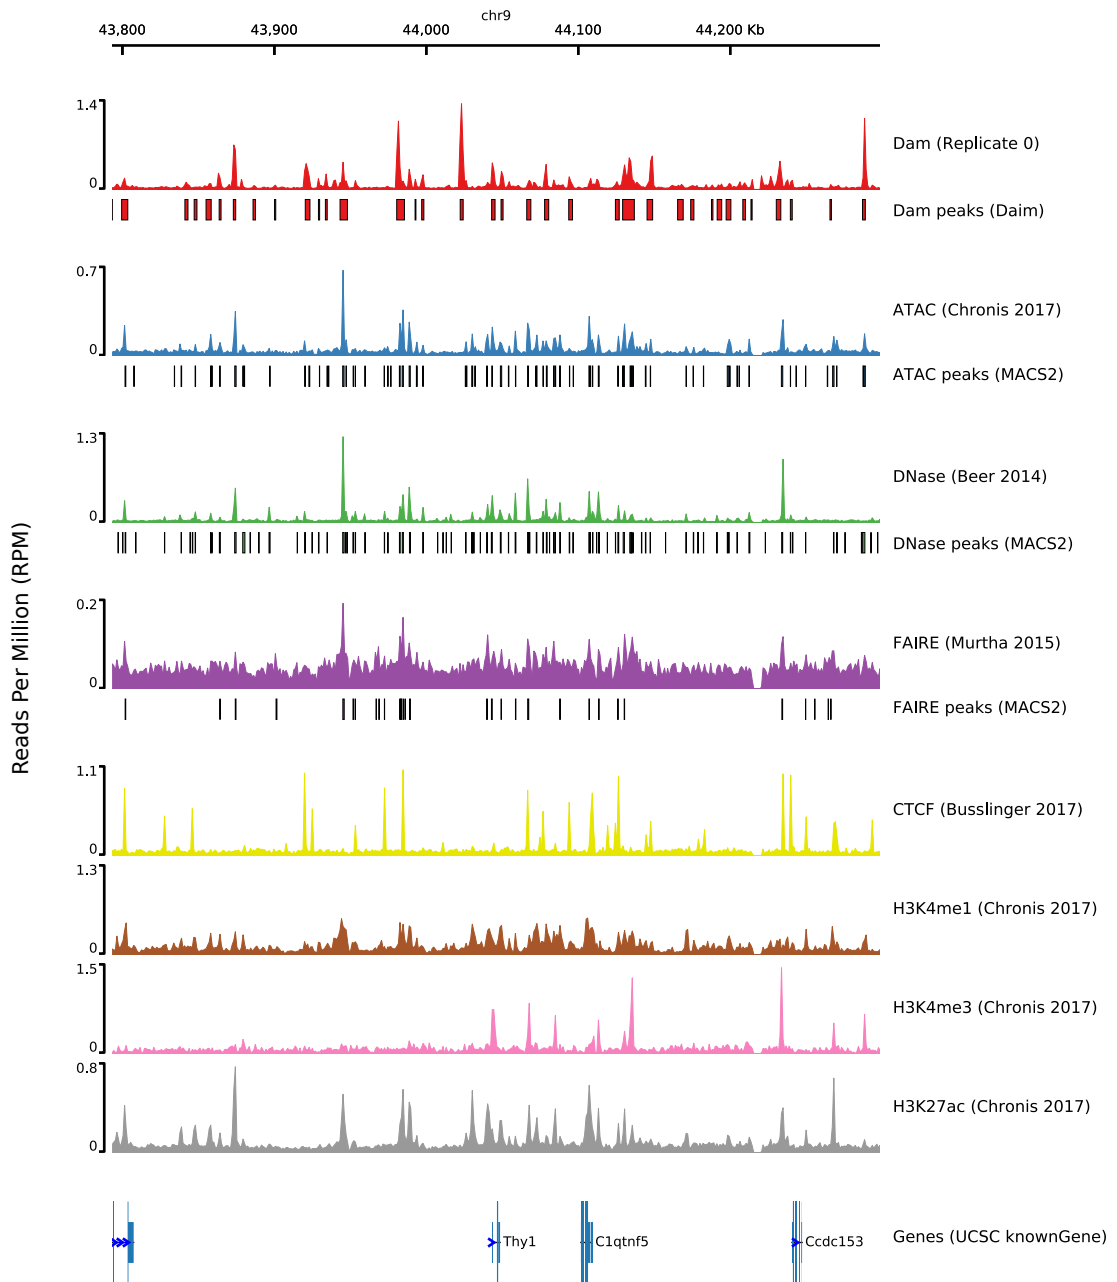 chr9
43,800 43,900 44,000 44,100 44,200 Kb
1.4
Dam (Replicate 0)
0
Dam peaks (Daim)
0.7
ATAC (Chronis 2017)
0
ATAC peaks (MACS2)
1.3
DNase (Beer 2014)
0
DNase peaks (MACS2)
Reads Per Million (RPM)
0.2
FAIRE (Murtha 2015)
0
FAIRE peaks (MACS2)
1.1
CTCF (Busslinger 2017)
0
1.3
H3K4me1 (Chronis 2017)
0
1.5
H3K4me3 (Chronis 2017)
0
0.8
H3K27ac (Chronis 2017)
0
Thy1 C1qtnf5 Ccdc153 Genes (UCSC knownGene)